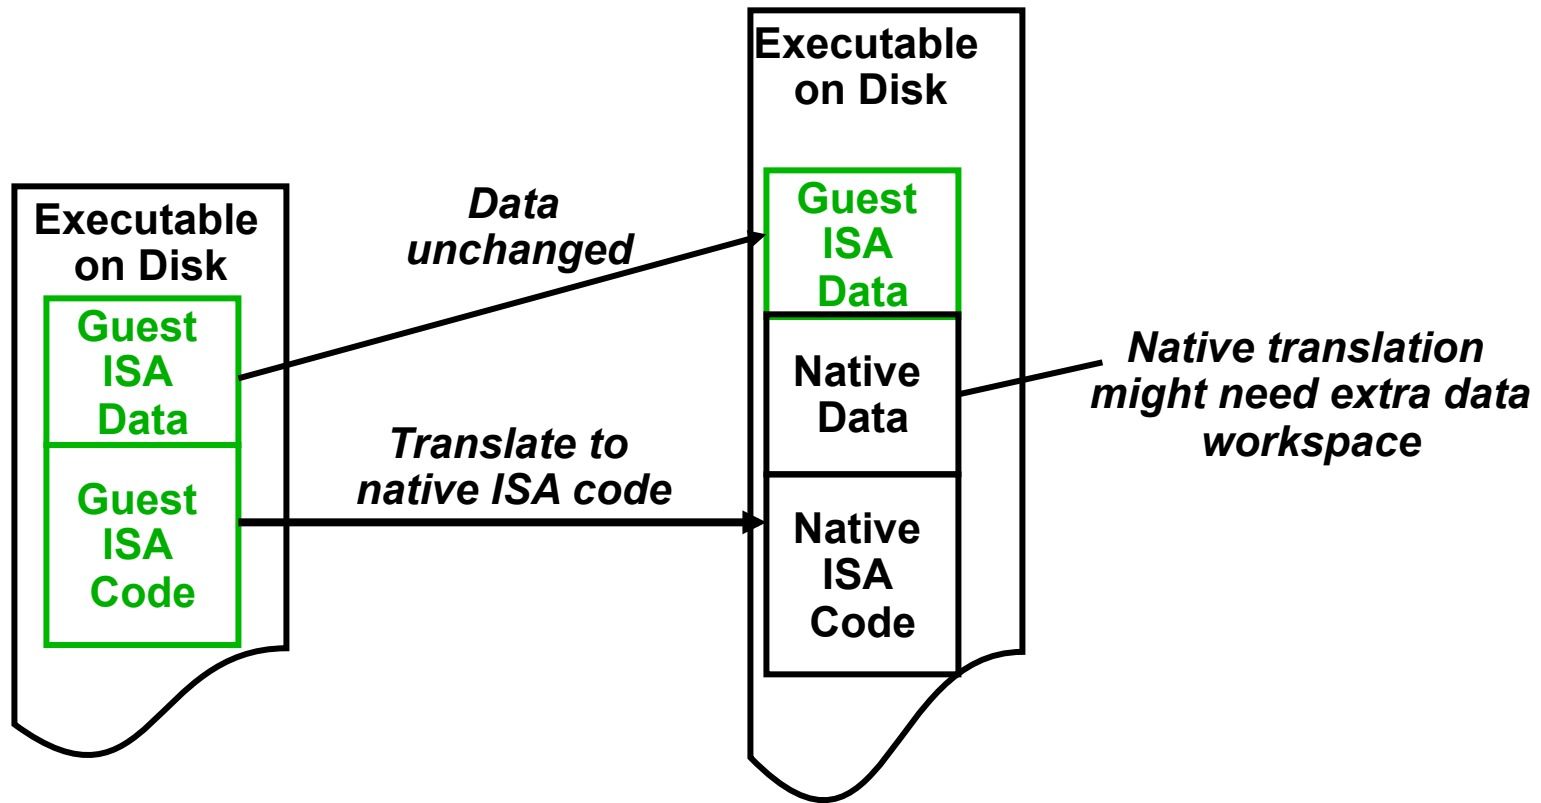 Executable
on Disk
Guest
ISA
Data
Guest
ISA
Code
Data
unchanged
Translate to
native ISA code
Executable
on Disk
Guest
ISA
Data
Native
Data
Native
ISA
Code
Native translation
might need extra data
workspace